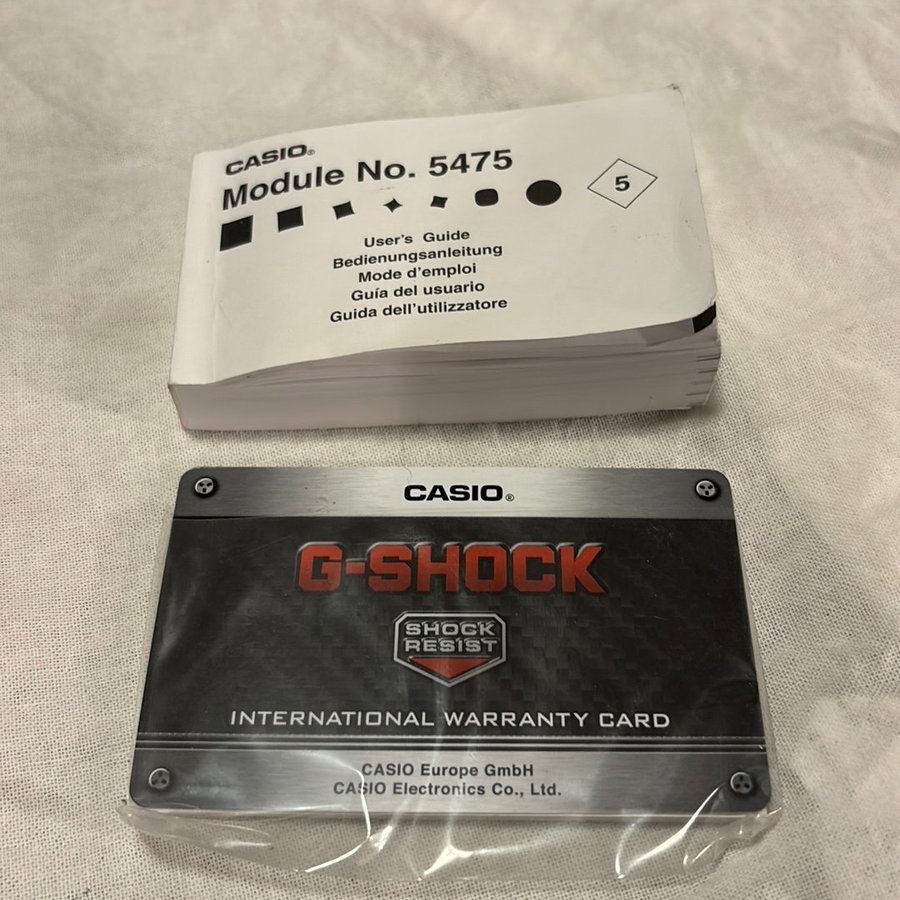 CASIO®
Module No. 5475
5
User's Guide
Bedienungsanleitung
Mode d'emploi
Guía del usuario
Guida dell'utilizzatore
CASIO®
G-SHOCK
SHOCK
RESIST
INTERNATIONAL WARRANTY CARD
CASIO Europe GmbH
CASIO Electronics Co., Ltd.